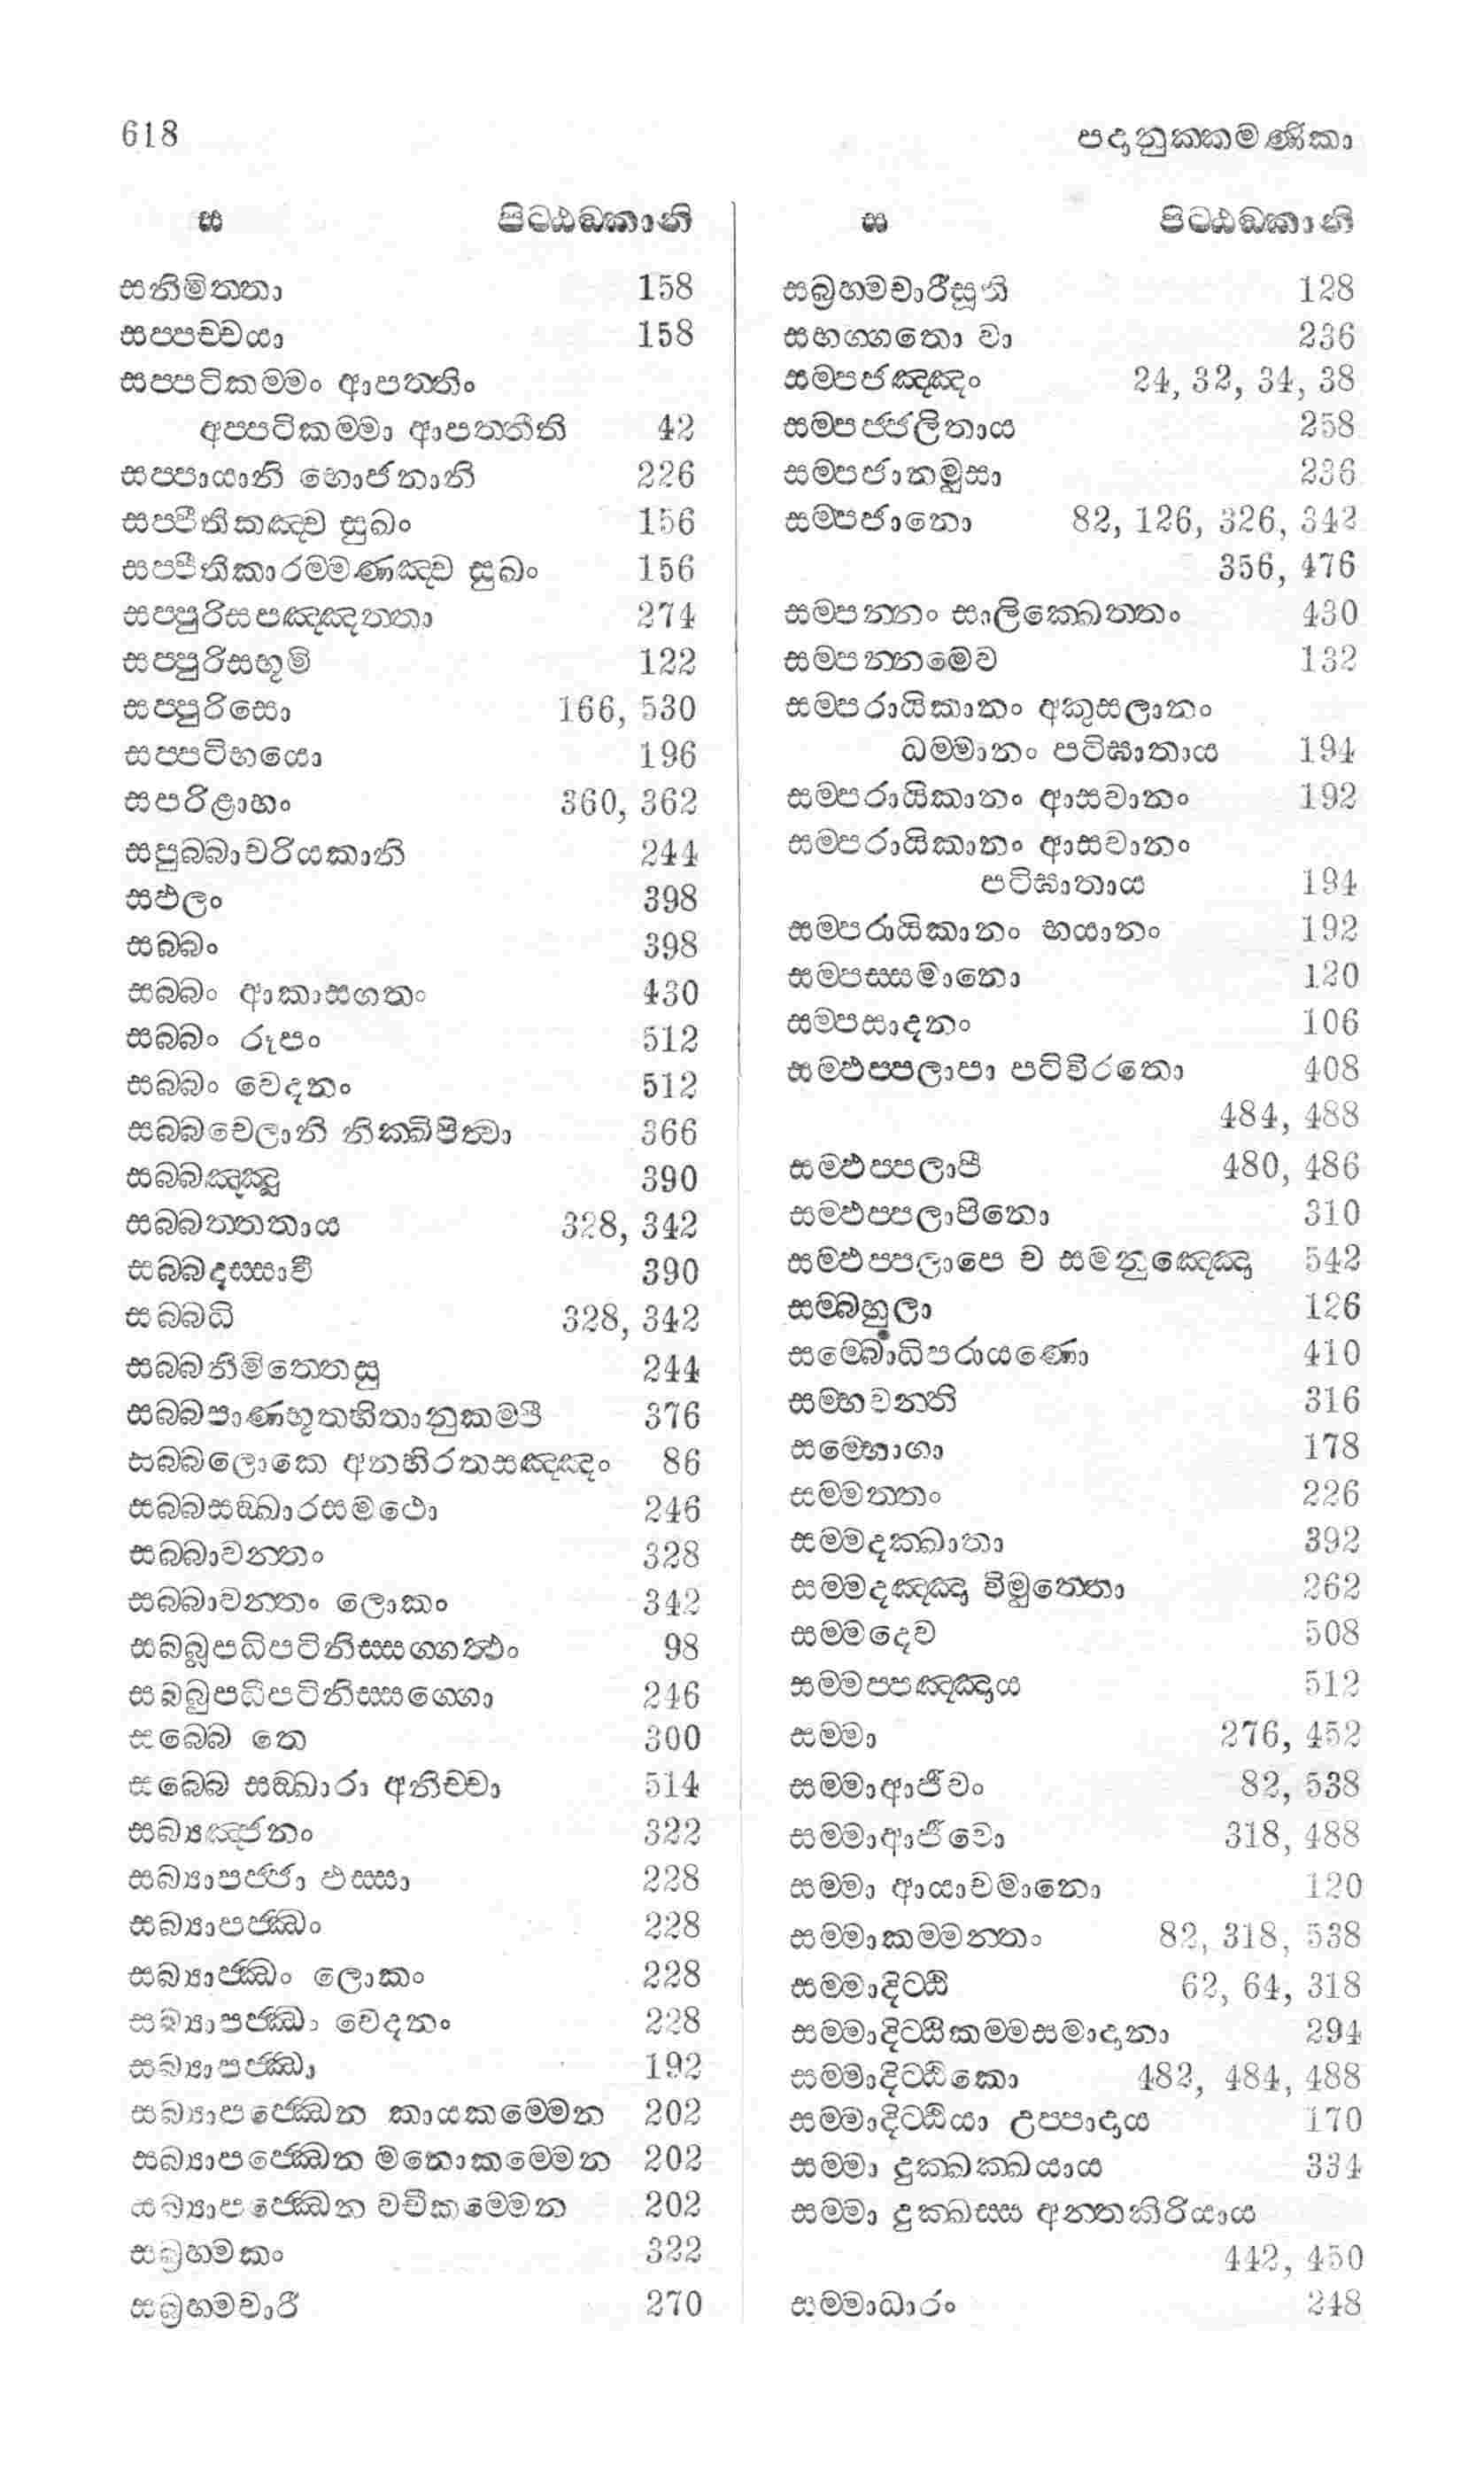 618 පදානුක්කමණිකා
ස පිට්ඨඞ්කානි
සනිමිත්තා 158
සප්පච්චයා 158
සප්පටිකම්මං ආපත්තිං
අප්පටිකම්මා ආපත්තීති 42
සප්පායානි භොජනානි 226
සප්පීතිකඤ්ච සුඛං 156
සප්පීතිකාරම්මණඤ්ච සුඛං 156
සප්පුරිසපඤ්ඤත්තා 274
සප්පුරිසභූමි 122
සප්පුරිසො 166, 530
සප්පටිභයො 196
සපරිළාහං 360, 362
සපුබ්බාචරියකානි 244
සඵලං 398
සබ්බං 398
සබ්බං ආකාසගතං 430
සබ්බං රූපං 512
සබ්බං වෙදනං 512
සබ්බචෙලානි නික්ඛිපිත්වා 366
සබ්බඤ්ඤු 390
සබ්බත්තතාය 328, 342
සබ්බදස්සාවී 390
සබ්බධි 328, 342
සබ්බනිමිත්තෙසු 244
සබ්බපාණභූතහිතානුකම්පී 376
සබ්බලොකෙ අනභිරතසඤ්ඤං 86
සබ්බසඞ්ඛාරසමථො 246
සබ්බාවන්තං 328
සබ්බාවන්තං ලොකං 342
සබ්බූපධිපටිනිස්සග්ගත්ථං 98
සබ්බුපධිපටිනිස්සග්ගො 246
සබ්බෙ තෙ 300
සබ්බෙ සඞ්ඛාරා අනිච්චා 514
සබ්‍යඤ්ජනං 322
සබ්‍යාපජ්ජා ඵස්සා 228
සබ්‍යාපජ්ඣං 228
සබ්‍යාජ්ඣං ලොකං 228
සබ්‍යාපජ්ඣා වෙදනං 228
සබ්‍යාපජ්ඣා 192
සබ්‍යාපජ්ඣෙන කායකම්මෙන 202
සබ්‍යාපජ්ඣෙන මනොකම්මෙන 202
සබ්‍යාපජ්ඣෙන වචීකම්මෙන 202
සබ්‍රහ්මකං 322
සබ්‍රහ්මචාරී 270
ස පිට්ඨඞ්කානි
සබ්‍රහ්මචාරීසූති 128
සභග්ගතො වා 236
සම්පජඤ්ඤං 24, 32, 34, 38
සම්පජ්ජලිතාය 258
සම්පජානමුසා 236
සම්පජානො 82, 126, 326, 342
356, 476
සම්පන්නං සාලික්ඛෙත්තං 430
සම්පන්නමෙව 132
සම්පරායිකානං අකුසලානං
ධම්මානං පටිඝාතාය 194
සම්පරායිකානං ආසවානං 192
සම්පරායිකානං ආසවානං
පටිඝාතාය 194
සම්පරායිකානං භයානං 192
සම්පස්සමානො 120
සම්පසාදනං 106
සම්ඵප්පලාපා පටිවිරතො 408
484, 488
සම්ඵප්පලාපී 480, 486
සම්ඵප්පලාපිනො 310
සම්ඵප්පලාපෙ ච සමනුඤ්ඤො 542
සම්බහුලා 126
සම්බොධිපරායණො 410
සම්භවන්ති 316
සම්භොගා 178
සම්මත්තං 226
සම්මදක්ඛාතා 392
සම්මදඤ්ඤා විමුත්තො 262
සම්මදෙව 508
සම්මප්පඤ්ඤාය 512
සම්මා 276, 452
සම්මාආජීවං 82, 538
සම්මාආජීවො 318, 488
සම්මා ආයාචමානො 120
සම්මාකම්මන්තං 82, 318, 538
සම්මාදිට්ඨි 62, 64, 318
සම්මාදිට්ඨිකම්මසමාදානා 294
සම්මාදිට්ඨිකො 482, 484, 488
සම්මාදිට්ඨියා උප්පාදාය 170
සම්මා දුක්ඛක්ඛයාය 334
සම්මා දුක්ඛස්ස අන්තකිරියාය
442, 450
සම්මාධාරං 248